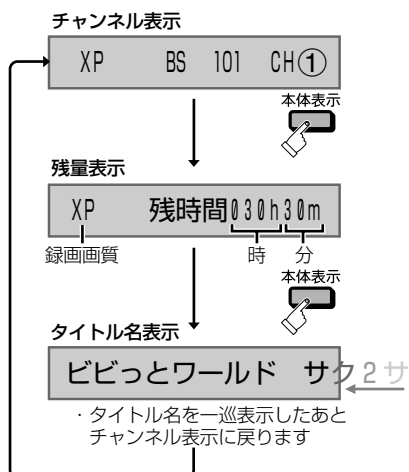 チャンネル表示
XP BS 101 CH①
本体表示
残量表示
XP 残時間030h30m
録画画質 時 分
本体表示
タイトル名表示
ビビっとワールド サク2サ
・タイトル名を一巡表示したあと
チャンネル表示に戻ります